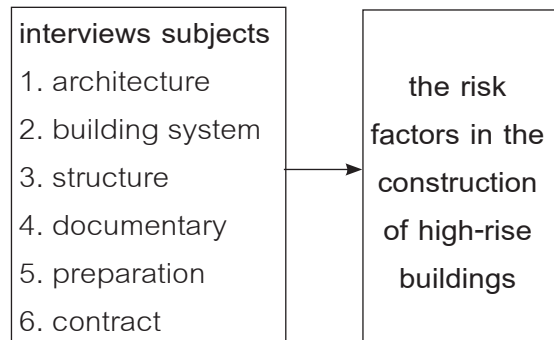 interviews subjects
1. architecture
2. building system
3. structure
4. documentary
5. preparation
6. contract
the risk
factors in the
construction
of high-rise
buildings